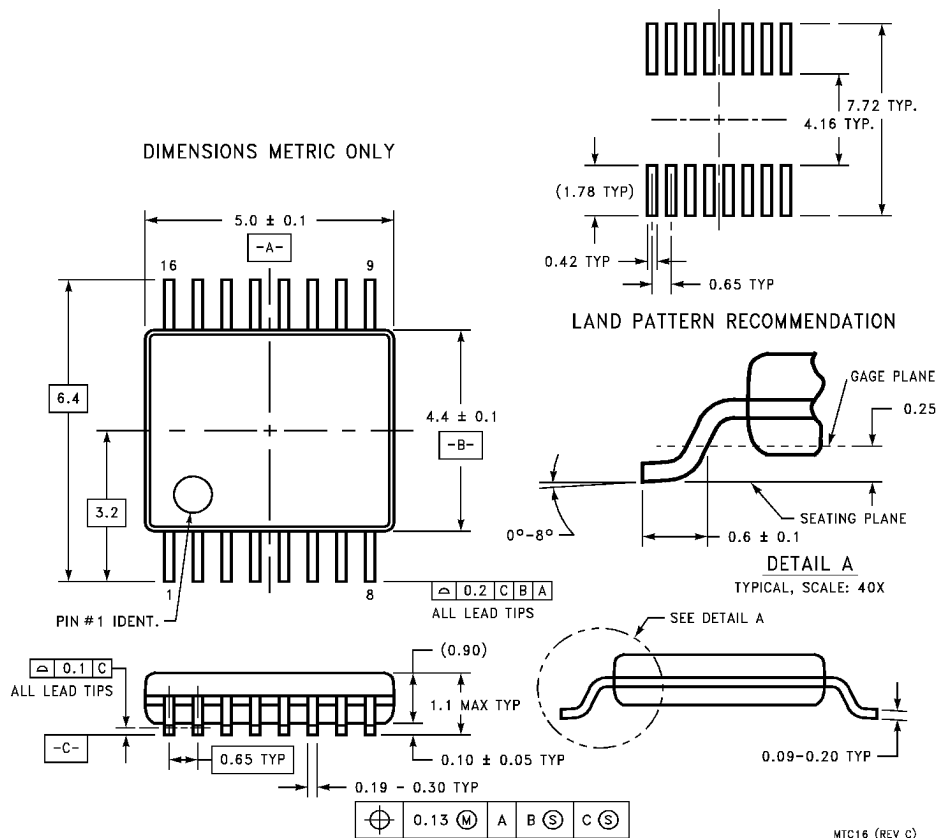 7.72 TYP.
4.16 TYP.
DIMENSIONS METRIC ONLY
(1.78 TYP)
5.0 ± 0.1
-A-
0.42 TYP
16
9
0.65 TYP
LAND PATTERN RECOMMENDATION
GAGE PLANE
6.4
4.4 ± 0.1
0.25
-B-
3.2
SEATING PLANE
0°-8°
0.6 ± 0.1
DETAIL A
TYPICAL, SCALE: 40X
1
8
⌓ 0.2 C B A
ALL LEAD TIPS
PIN #1 IDENT.
SEE DETAIL A
(0.90)
⌓ 0.1 C
ALL LEAD TIPS
1.1 MAX TYP
-C-
0.65 TYP
0.10 ± 0.05 TYP
0.09-0.20 TYP
0.19 - 0.30 TYP
⌖ 0.13 Ⓜ A B Ⓢ C Ⓢ
MTC16 (REV C)